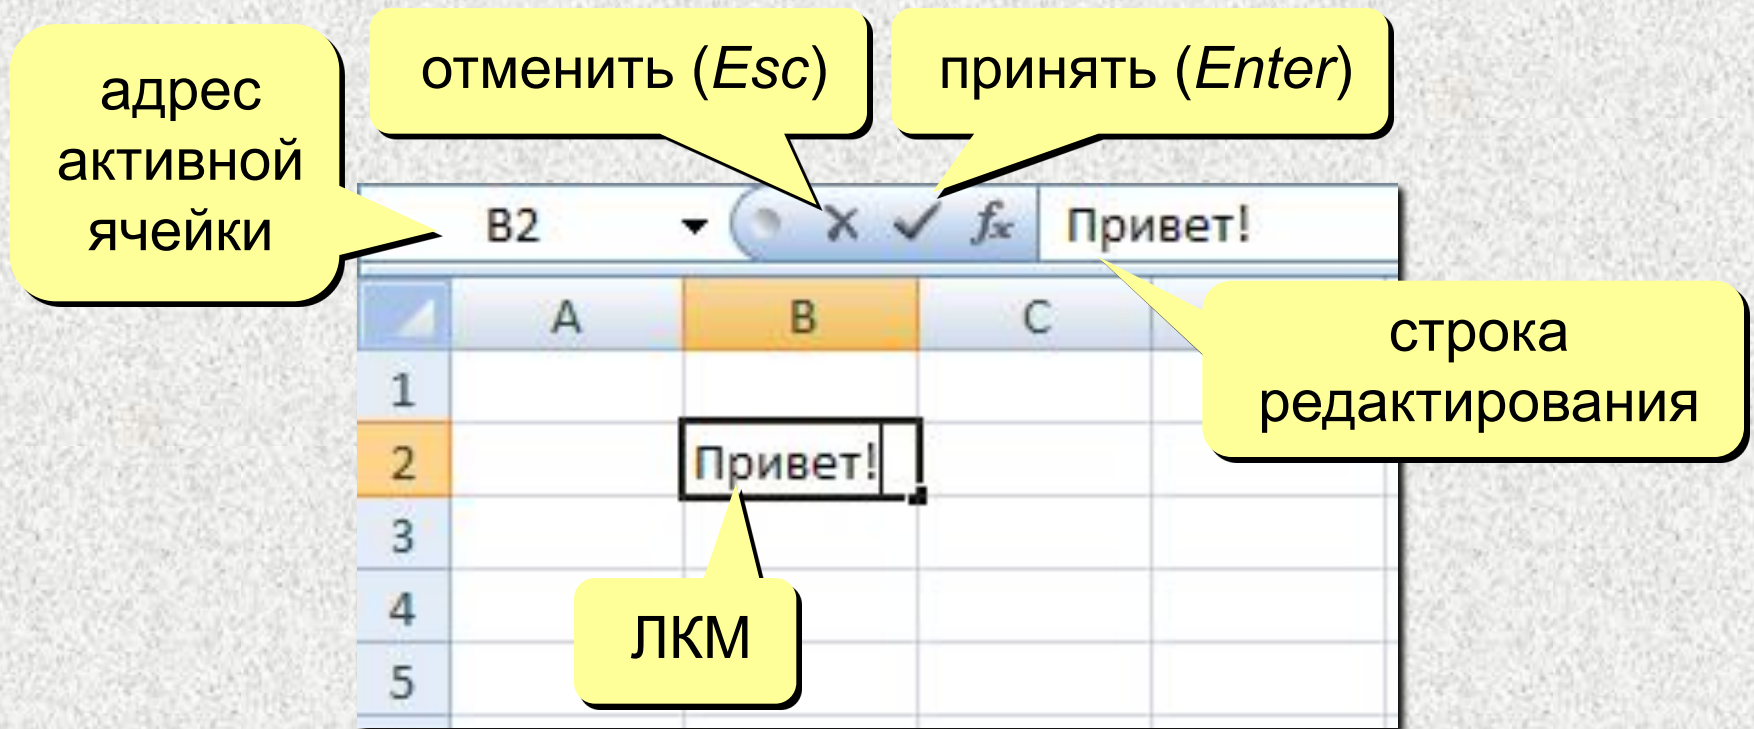 адрес
активной
ячейки
отменить (Esc)
принять (Enter)
B2
fx
Привет!
A B C
строка
редактирования
1
2 Привет!
3
4
5
ЛКМ